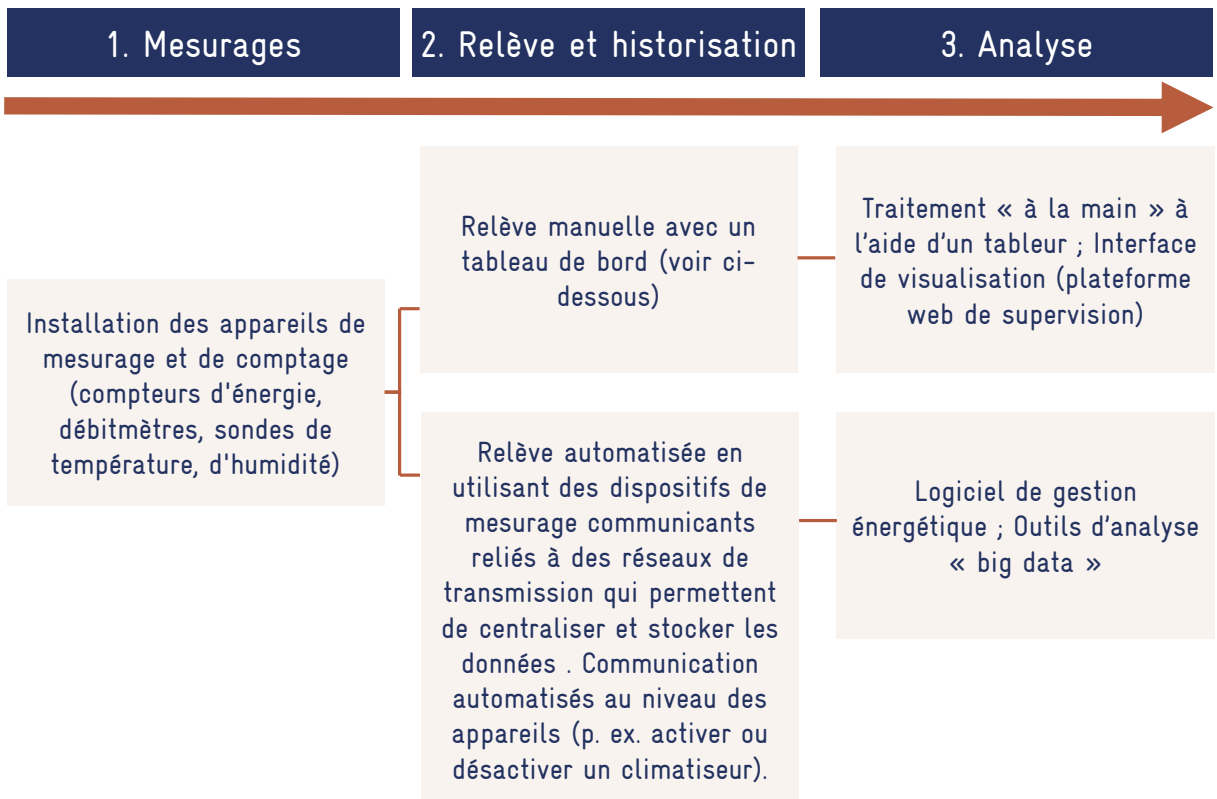 1. Mesurages
2. Relève et historisation
3. Analyse
Installation des appareils de
mesurage et de comptage
(compteurs d'énergie,
débitmètres, sondes de
température, d'humidité)
Relève manuelle avec un
tableau de bord (voir ci-
dessous)
Traitement « à la main » à
l'aide d'un tableur ; Interface
de visualisation (plateforme
web de supervision)
Relève automatisée en
utilisant des dispositifs de
mesurage communicants
reliés à des réseaux de
transmission qui permettent
de centraliser et stocker les
données . Communication
automatisés au niveau des
appareils (p. ex. activer ou
désactiver un climatiseur).
Logiciel de gestion
énergétique ; Outils d'analyse
« big data »